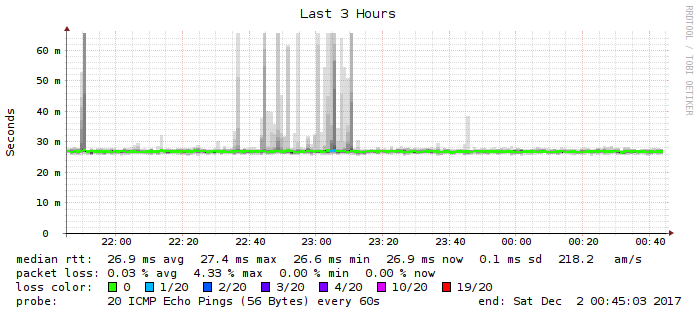 Last 3 Hours
RRDTOOL / TOBI OETIKER
Seconds
60 m
50 m
40 m
30 m
20 m
10 m
0
22:00 22:20 22:40 23:00 23:20 23:40 00:00 00:20 00:40
median rtt: 26.9 ms avg 27.4 ms max 26.6 ms min 26.9 ms now 0.1 ms sd 218.2 am/s
packet loss: 0.03 % avg 4.33 % max 0.00 % min 0.00 % now
loss color: 0 1/20 2/20 3/20 4/20 10/20 19/20
probe: 20 ICMP Echo Pings (56 Bytes) every 60s end: Sat Dec 2 00:45:03 2017